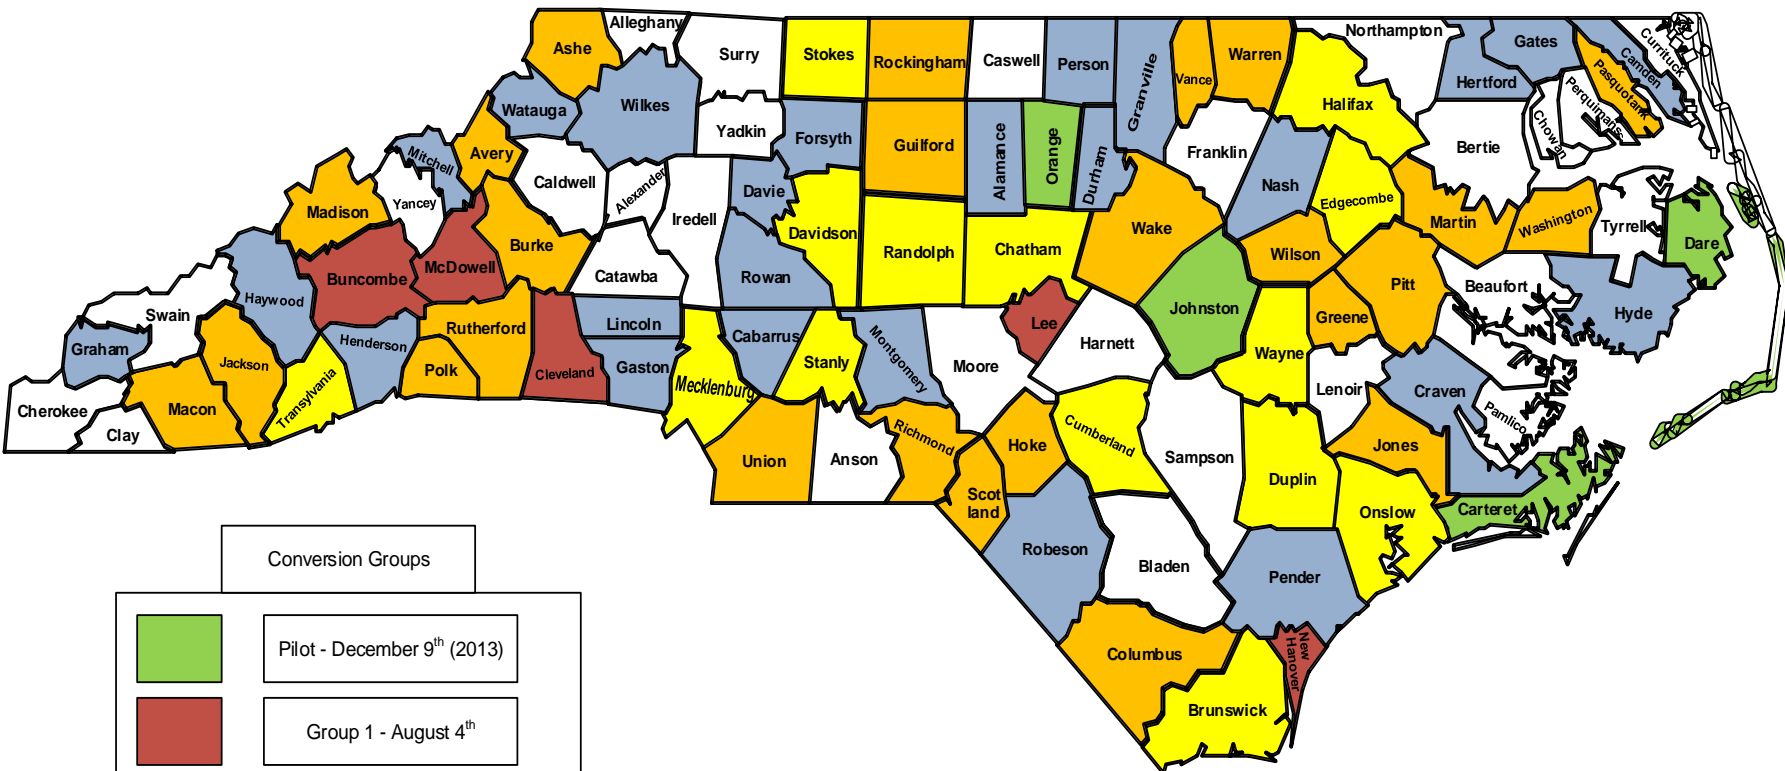 Alleghany
Northampton
Ashe
Surry
Stokes
Rockingham
Caswell
Person
Granville
Vance
Warren
Halifax
Hertford
Gates
Pasquotank
Camden
Currituck
Perquimans
Chowan
Bertie
Watauga
Wilkes
Yadkin
Forsyth
Guilford
Alamance
Orange
Durham
Franklin
Nash
Edgecombe
Martin
Washington
Tyrrell
Dare
Mitchell
Avery
Caldwell
Alexander
Iredell
Davie
Davidson
Randolph
Chatham
Wake
Wilson
Pitt
Beaufort
Hyde
Madison
Yancey
Burke
McDowell
Buncombe
Catawba
Rowan
Lee
Johnston
Greene
Haywood
Swain
Graham
Rutherford
Lincoln
Cabarrus
Stanly
Montgomery
Moore
Harnett
Wayne
Lenoir
Craven
Pamlico
Henderson
Polk
Cleveland
Gaston
Mecklenburg
Jackson
Transylvania
Macon
Cherokee
Clay
Union
Anson
Richmond
Hoke
Scot
land
Cumberland
Sampson
Duplin
Jones
Onslow
Carteret
Robeson
Bladen
Pender
Columbus
New
Hanover
Brunswick
Conversion Groups
Pilot - December 9th (2013)
Group 1 - August 4th